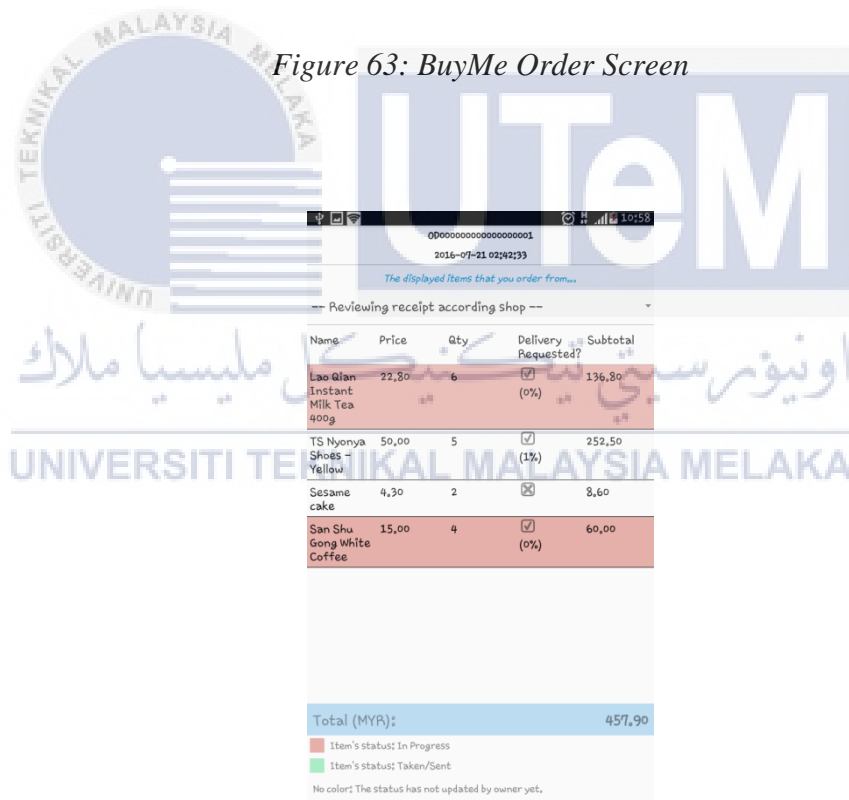 Figure 63: BuyMe Order Screen
UNIVERSITI TEKNIKAL MALAYSIA MELAKA
UTeM
10:58
OD0000000000000000001
2016-07-21 02:42:33
The displayed items that you order from...
-- Reviewing receipt according shop --
Name Price Qty Delivery Requested? Subtotal
Lao Qian Instant Milk Tea 400g 22.80 6 (0%) 136.80
TS Nyonya Shoes - Yellow 50.00 5 (1%) 252.50
Sesame cake 4.30 2 8.60
San Shu Gong White Coffee 15.00 4 (0%) 60.00
اونيۏرسيتي تيكنيكل مليسيا ملاك
UNIVERSITI TEKNIKAL MALAYSIA MELAKA
Total (MYR): 457.90
Item's status: In Progress
Item's status: Taken/Sent
No color: The status has not updated by owner yet.